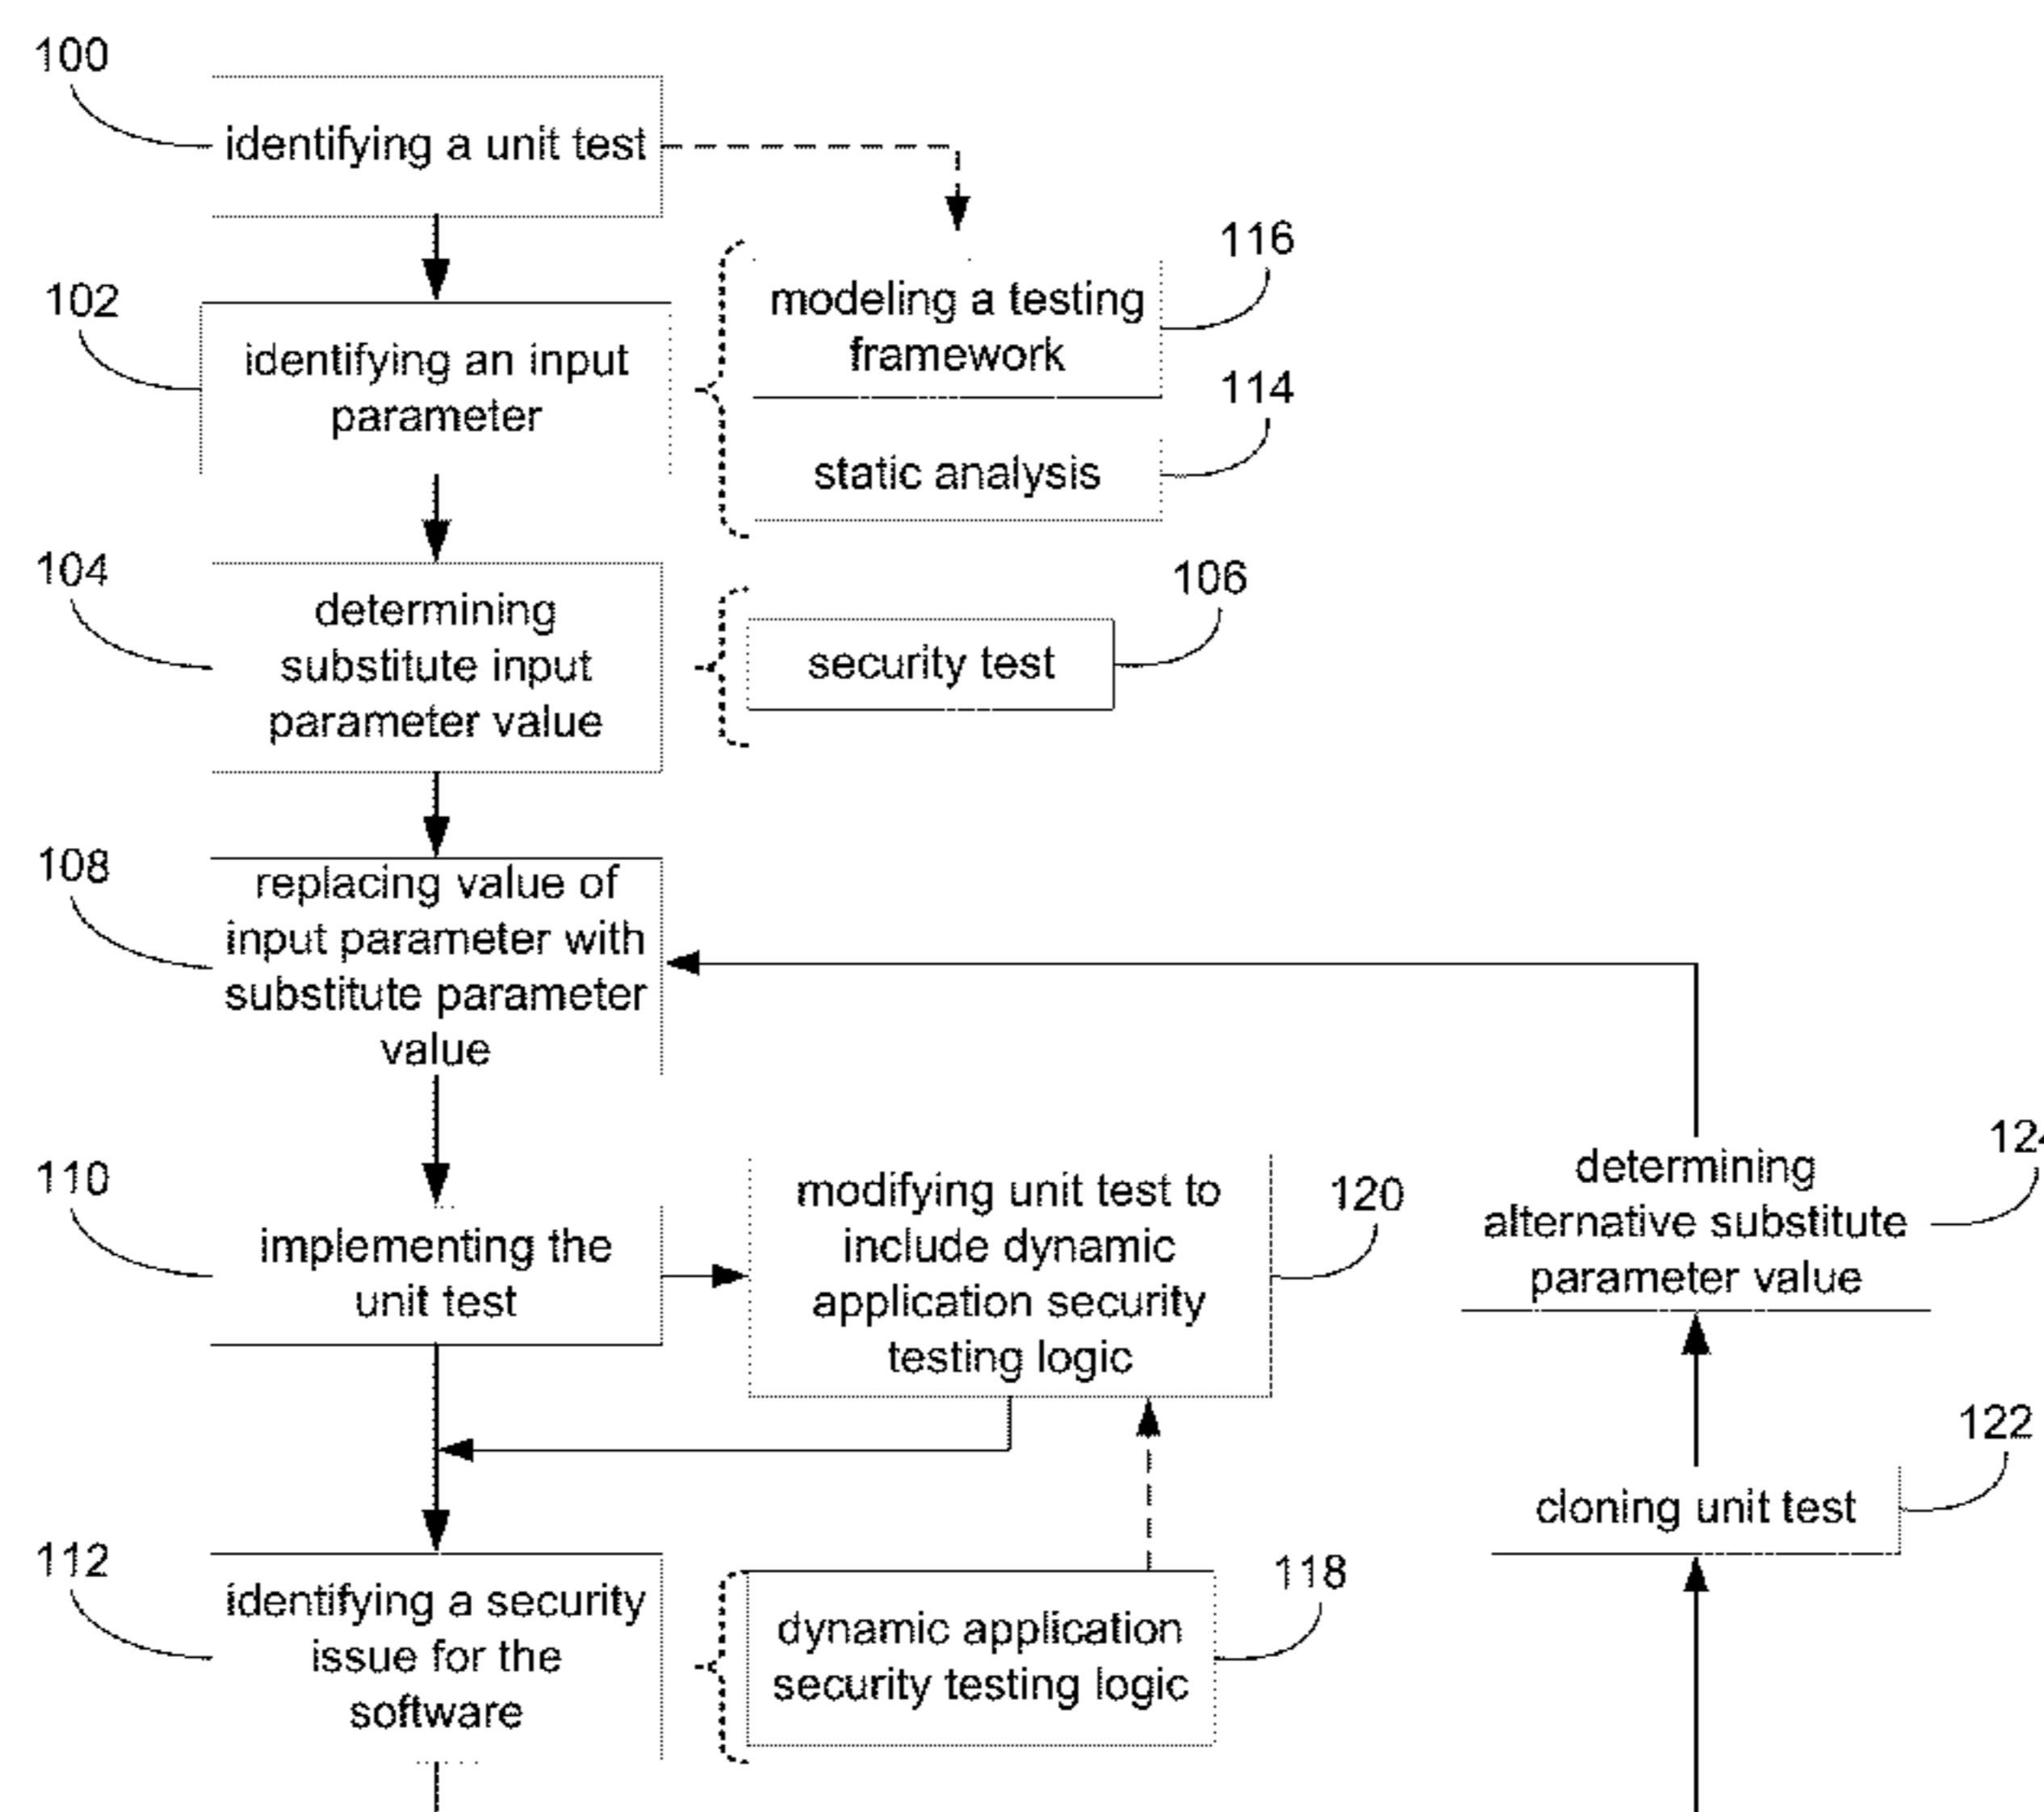 100
identifying a unit test
116
modeling a testing
framework
102
identifying an input
parameter
114
static analysis
104
determining
substitute input
parameter value
106
security test
108
replacing value of
input parameter with
substitute parameter
value
110
implementing the
unit test
modifying unit test to
include dynamic
application security
testing logic
120
determining
alternative substitute
parameter value
124
122
cloning unit test
112
identifying a security
issue for the
software
118
dynamic application
security testing logic